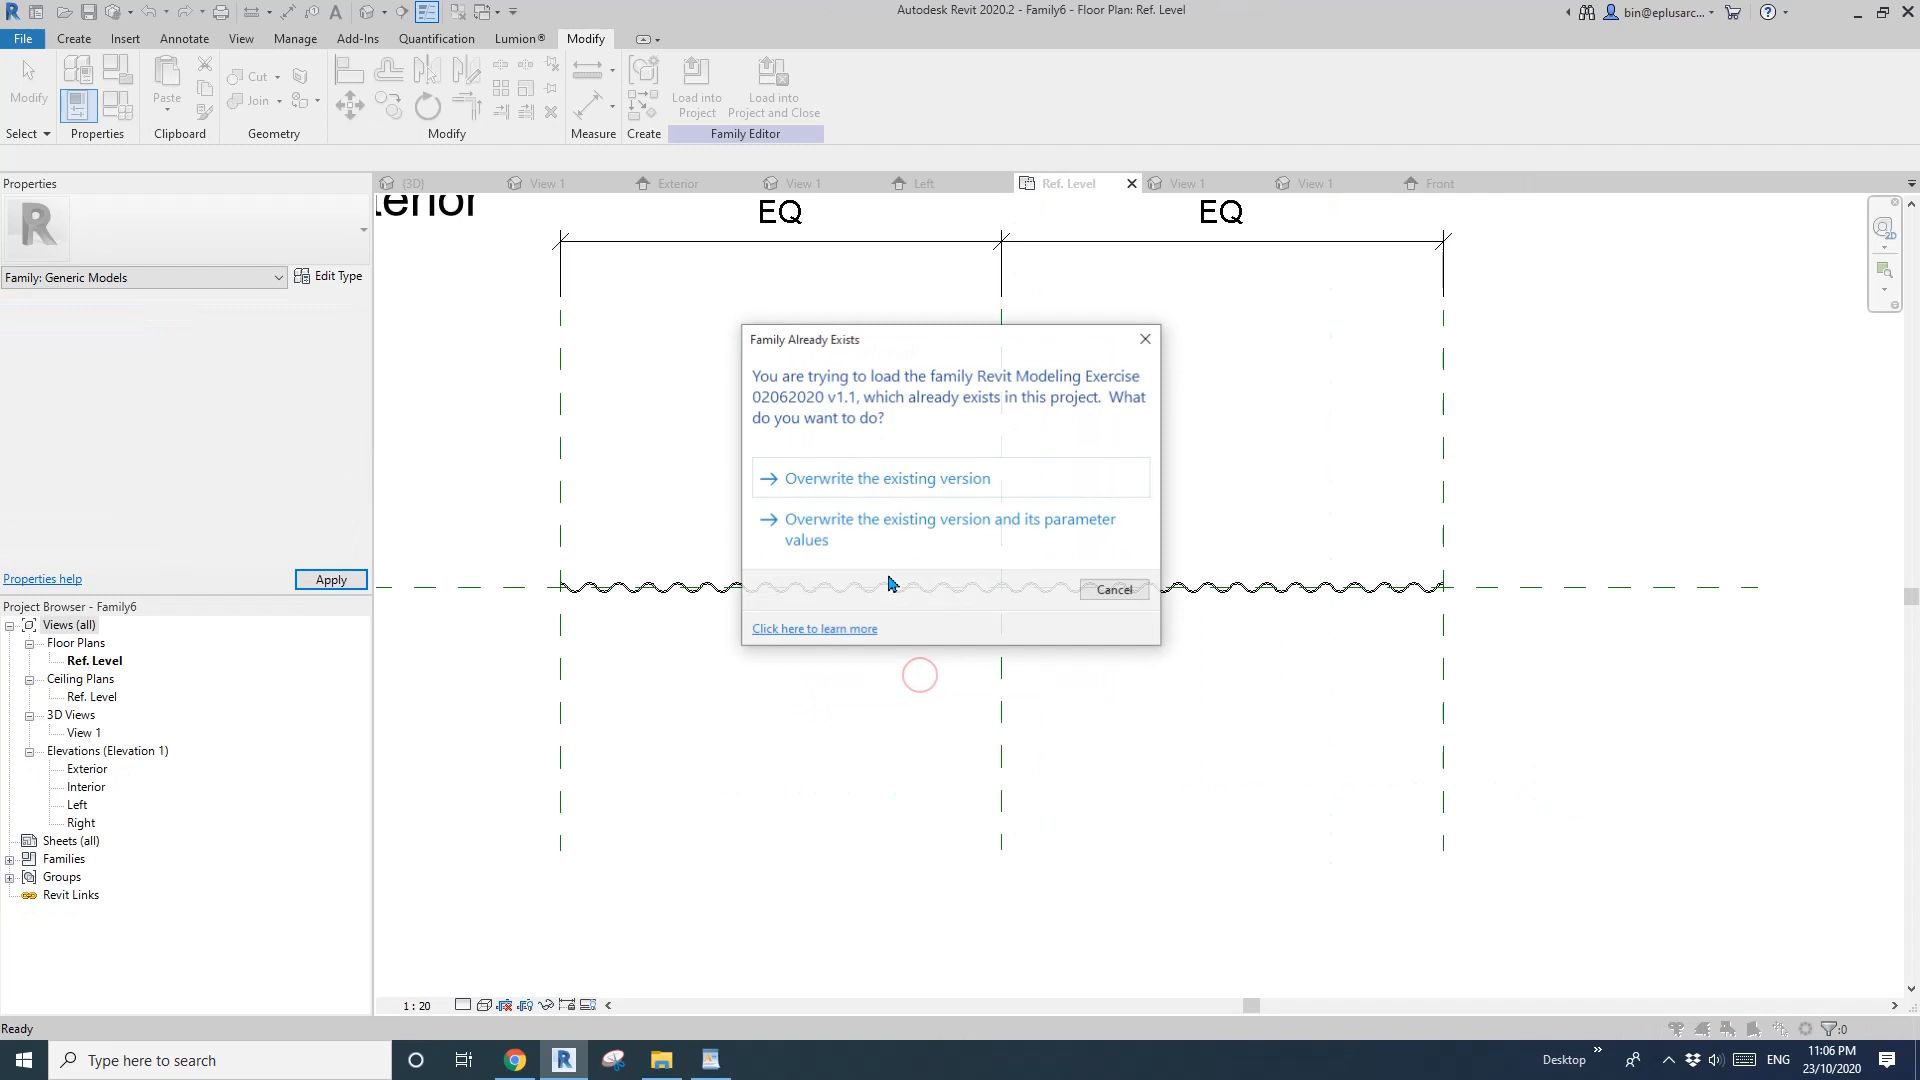 Autodesk Revit 2020.2 - Family6 - Floor Plan: Ref. Level
bin@eplusarc...
File Create Insert Annotate View Manage Add-Ins Quantification Lumion® Modify
Modify
Cut
Join
Paste
Load into Project
Load into Project and Close
Select Properties Clipboard Geometry Modify Measure Create Family Editor
Properties
{3D} View 1 Exterior View 1 Left Ref. Level View 1 View 1 Front
R
Family: Generic Models
Edit Type
Properties help
Apply
Project Browser - Family6
Views (all)
Floor Plans
Ref. Level
Ceiling Plans
Ref. Level
3D Views
View 1
Elevations (Elevation 1)
Exterior
Interior
Left
Right
Sheets (all)
Families
Groups
Revit Links
terior
EQ EQ
2D
Family Already Exists
You are trying to load the family Revit Modeling Exercise
02062020 v1.1, which already exists in this project. What
do you want to do?
Overwrite the existing version
Overwrite the existing version and its parameter
values
Cancel
Click here to learn more
1 : 20
Ready
:0
Type here to search
Desktop
ENG
11:06 PM
23/10/2020